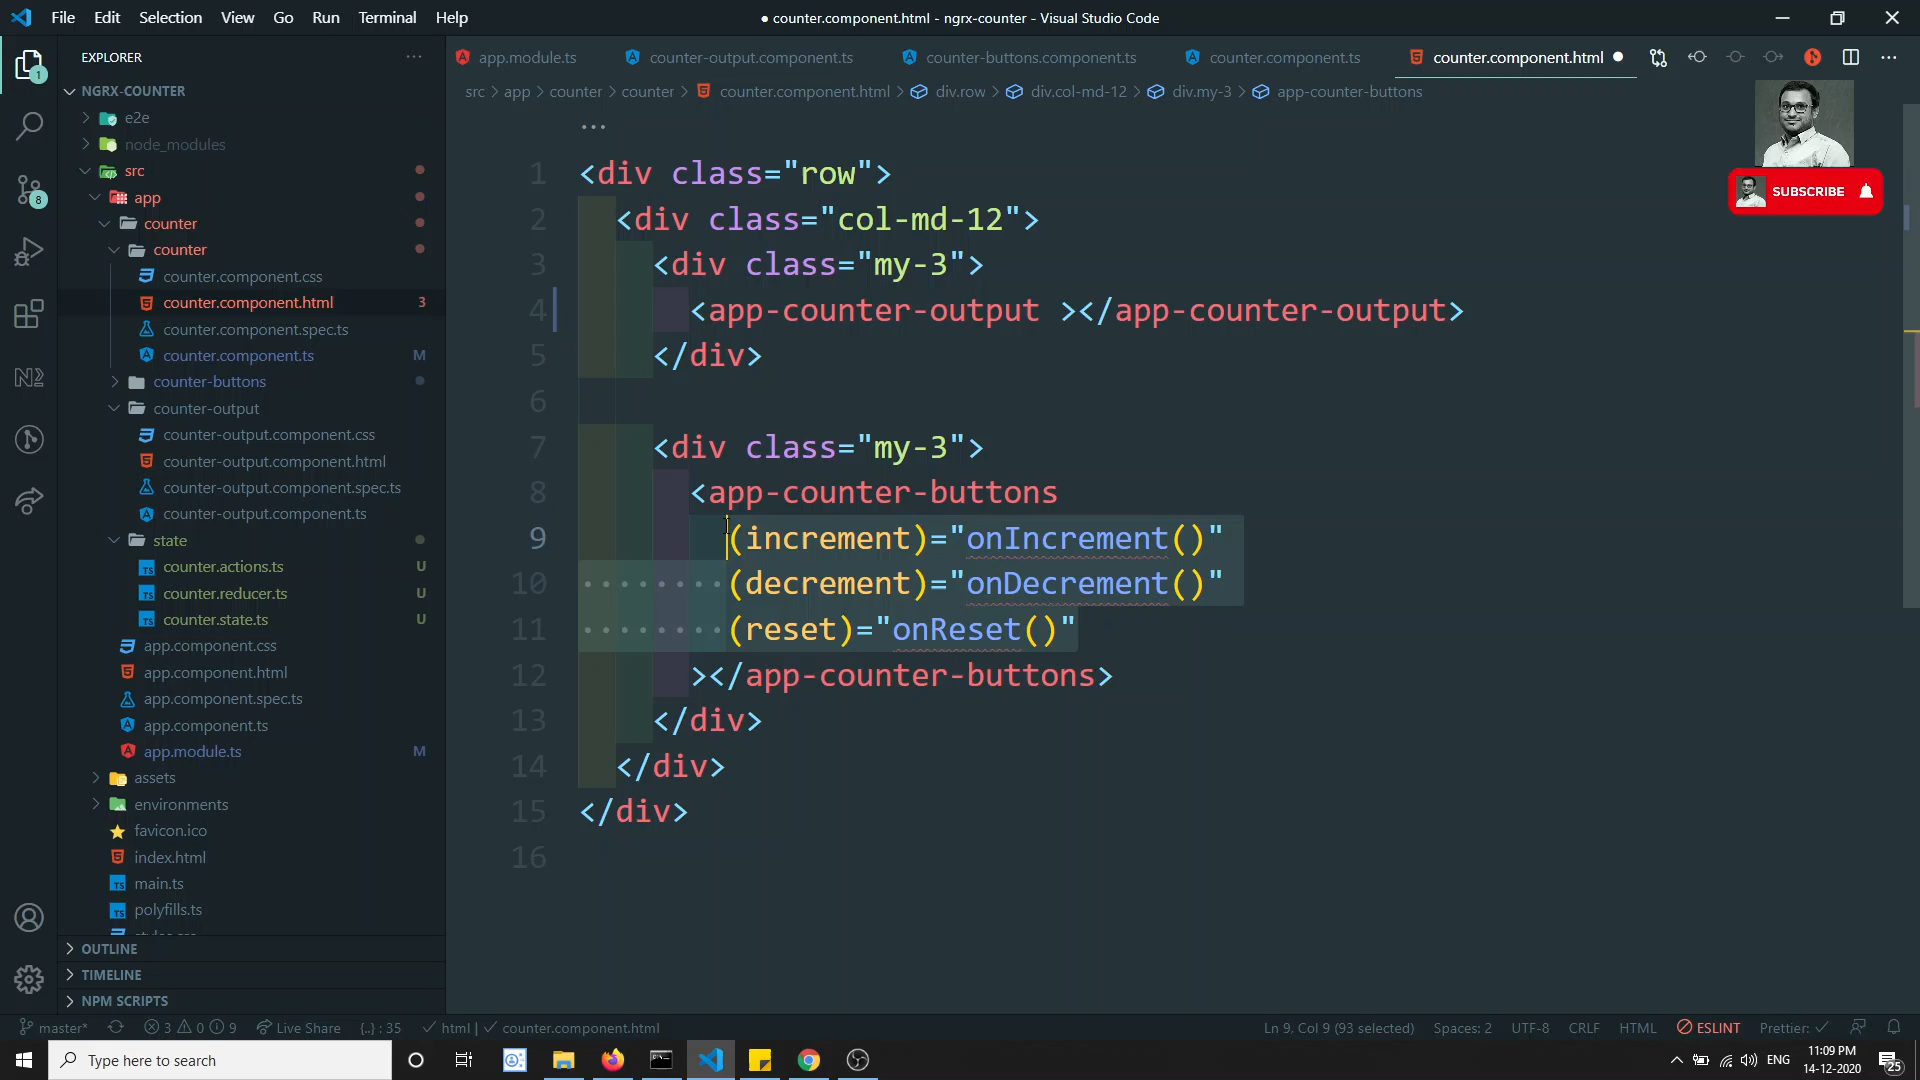 File Edit Selection View Go Run Terminal Help
● counter.component.html - ngrx-counter - Visual Studio Code
EXPLORER
app.module.ts counter-output.component.ts counter-buttons.component.ts counter.component.ts counter.component.html
src > app > counter > counter > counter.component.html > div.row > div.col-md-12 > div.my-3 > app-counter-buttons
1
8
NGRX-COUNTER
e2e
node_modules
src
app
counter
counter
counter.component.css
counter.component.html 3
counter.component.spec.ts
counter.component.ts M
counter-buttons
counter-output
counter-output.component.css
counter-output.component.html
counter-output.component.spec.ts
counter-output.component.ts
state
counter.actions.ts U
counter.reducer.ts U
counter.state.ts U
app.component.css
app.component.html
app.component.spec.ts
app.component.ts
app.module.ts M
assets
environments
favicon.ico
index.html
main.ts
polyfills.ts
OUTLINE
TIMELINE
NPM SCRIPTS
1 <div class="row">
2 <div class="col-md-12">
3 <div class="my-3">
4 <app-counter-output ></app-counter-output>
5 </div>
6
7 <div class="my-3">
8 <app-counter-buttons
9 (increment)="onIncrement()"
10 (decrement)="onDecrement()"
11 (reset)="onReset()"
12 ></app-counter-buttons>
13 </div>
14 </div>
15 </div>
16
SUBSCRIBE
master* 3 0 9 Live Share {..} : 35 html | counter.component.html Ln 9, Col 9 (93 selected) Spaces: 2 UTF-8 CRLF HTML ESLINT Prettier:
Type here to search
ENG 11:09 PM
14-12-2020
25